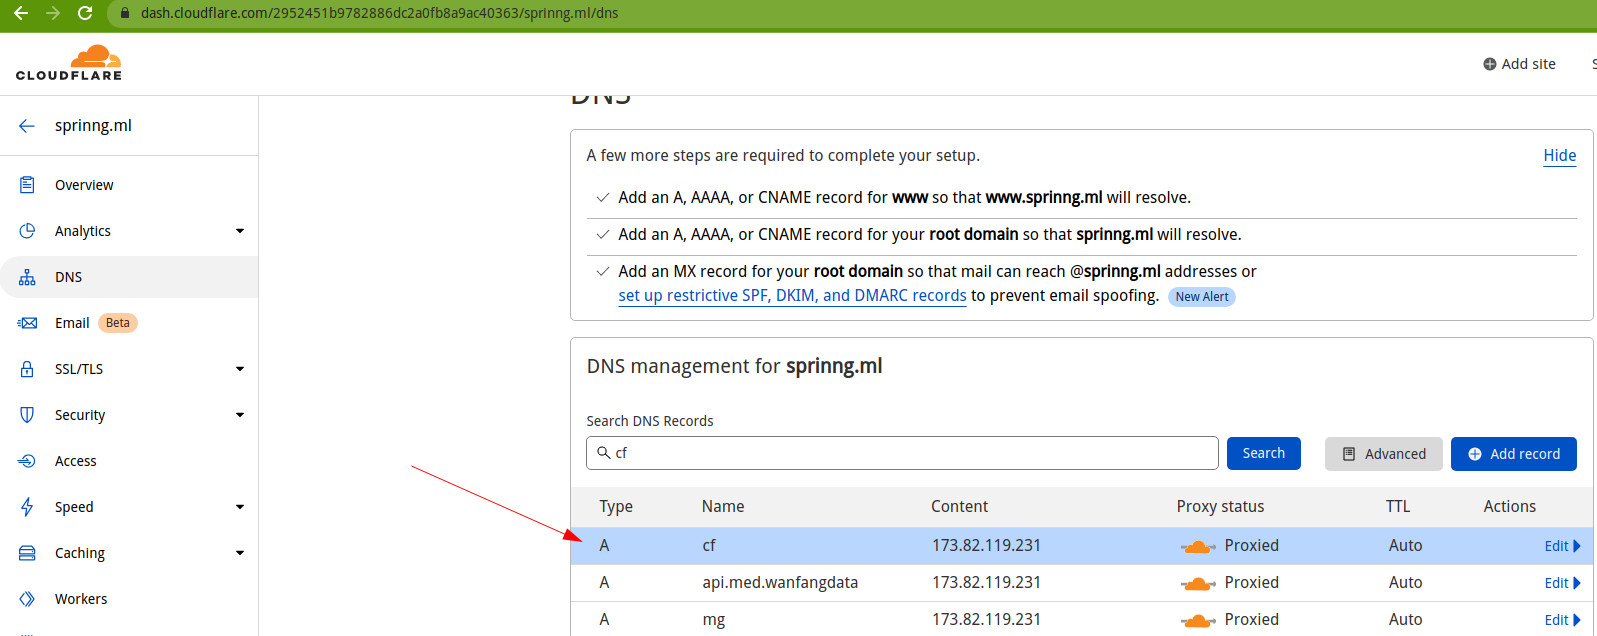 dash.cloudflare.com/2952451b9782886dc2a0fb8a9ac40363/sprinng.ml/dns
CLOUDFLARE
Add site
sprinng.ml
Overview
Analytics
DNS
Email Beta
SSL/TLS
Security
Access
Speed
Caching
Workers
DNS
A few more steps are required to complete your setup.
Hide
Add an A, AAAA, or CNAME record for www so that www.sprinng.ml will resolve.
Add an A, AAAA, or CNAME record for your root domain so that sprinng.ml will resolve.
Add an MX record for your root domain so that mail can reach @sprinng.ml addresses or
set up restrictive SPF, DKIM, and DMARC records to prevent email spoofing. New Alert
DNS management for sprinng.ml
Search DNS Records
cf
Search
Advanced
Add record
Type Name Content Proxy status TTL Actions
A cf 173.82.119.231 Proxied Auto Edit
A api.med.wanfangdata 173.82.119.231 Proxied Auto Edit
A mg 173.82.119.231 Proxied Auto Edit